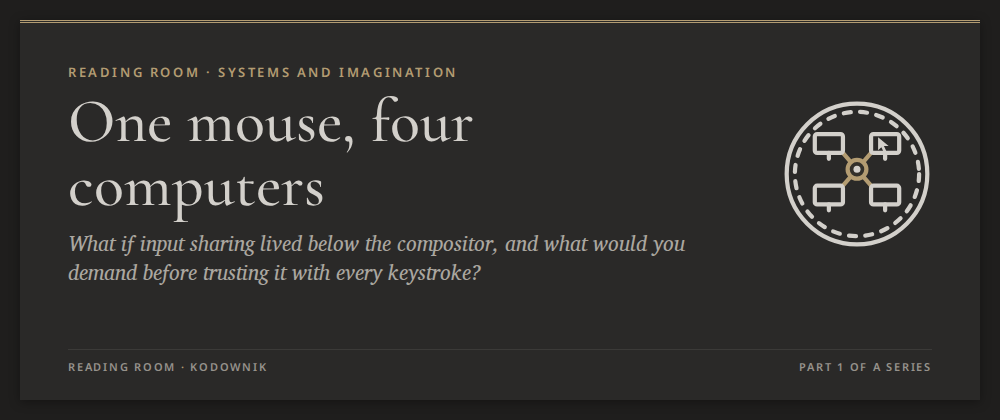 READING ROOM · SYSTEMS AND IMAGINATION
One mouse, four
computers
What if input sharing lived below the compositor, and what would you
demand before trusting it with every keystroke?
READING ROOM · KODOWNIK
PART 1 OF A SERIES